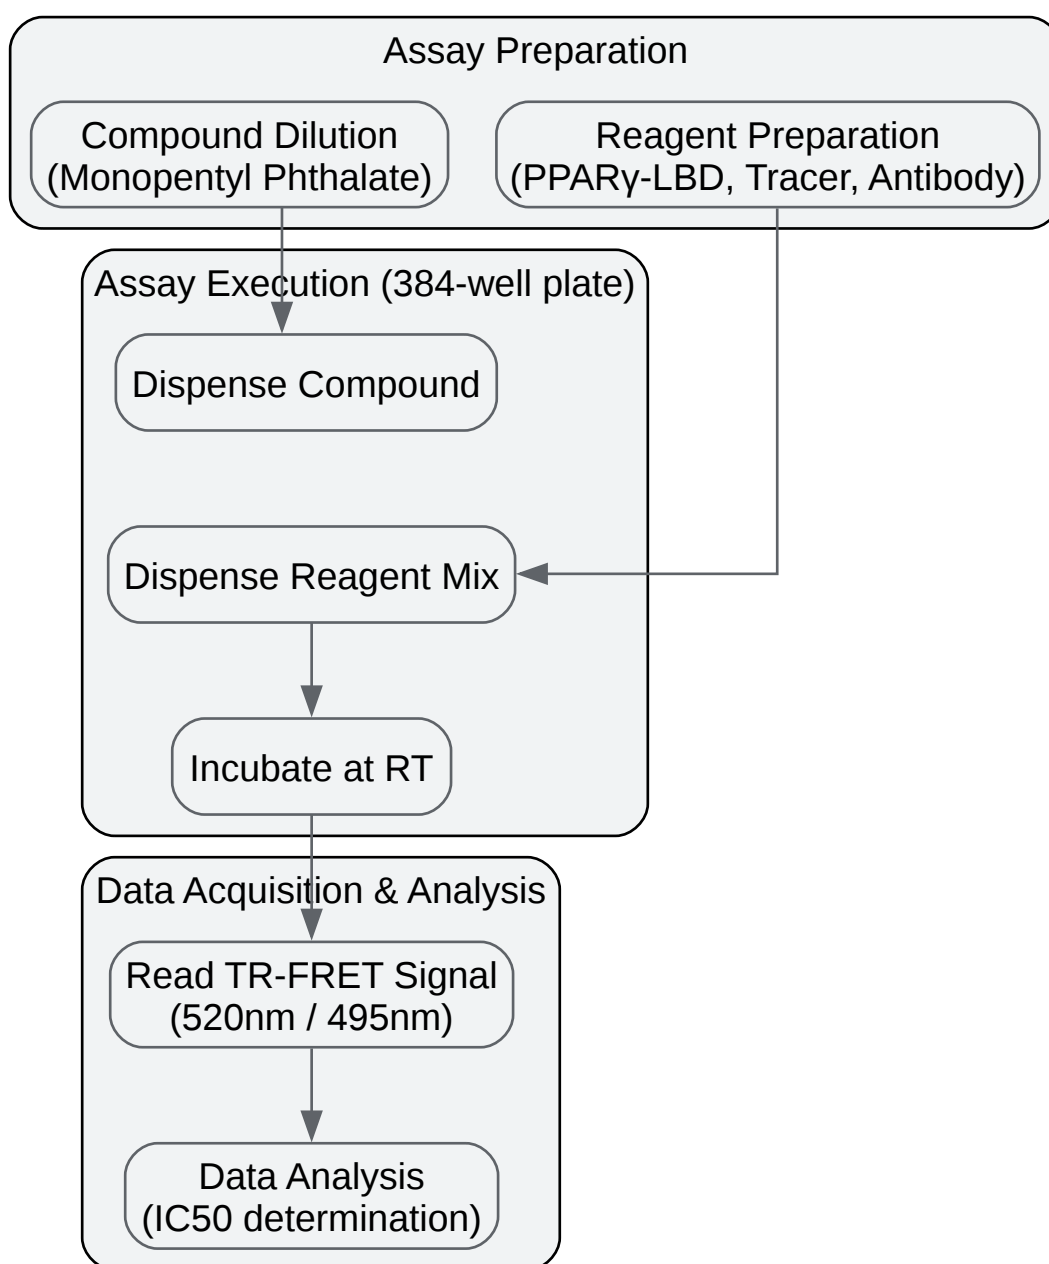 Assay Preparation
Compound Dilution
(Monopentyl Phthalate)
Reagent Preparation
(PPARγ-LBD, Tracer, Antibody)
Assay Execution (384-well plate)
Dispense Compound
Dispense Reagent Mix
Incubate at RT
Data Acquisition & Analysis
Read TR-FRET Signal
(520nm / 495nm)
Data Analysis
(IC50 determination)